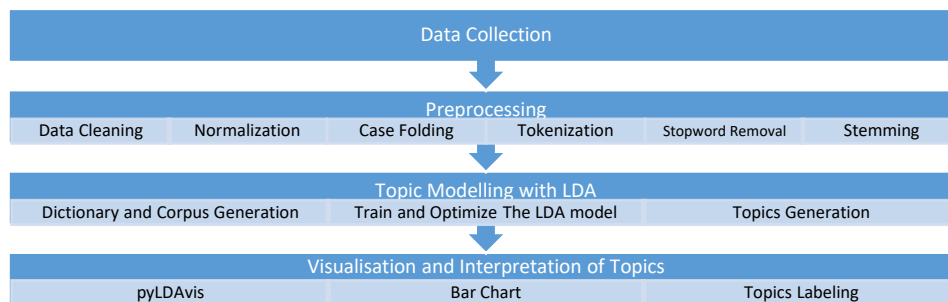 Data Collection
Preprocessing
Data Cleaning Normalization Case Folding Tokenization Stopword Removal Stemming
Topic Modelling with LDA
Dictionary and Corpus Generation Train and Optimize The LDA model Topics Generation
Visualisation and Interpretation of Topics
pyLDAvis Bar Chart Topics Labeling